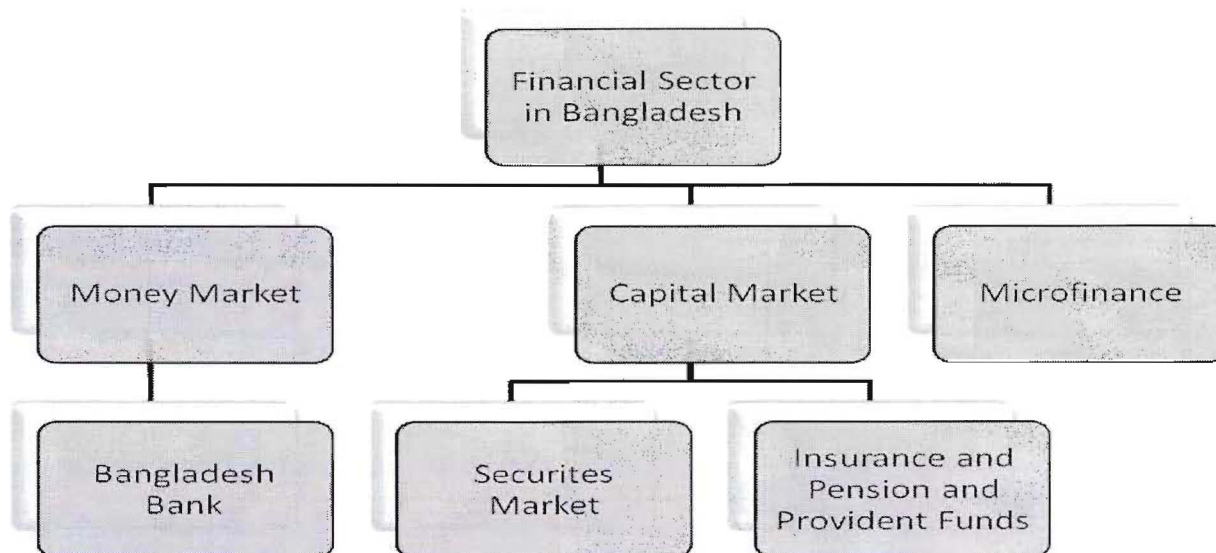 Financial Sector
in Bangladesh
Money Market
Capital Market
Microfinance
Bangladesh
Bank
Securites
Market
Insurance and
Pension and
Provident Funds